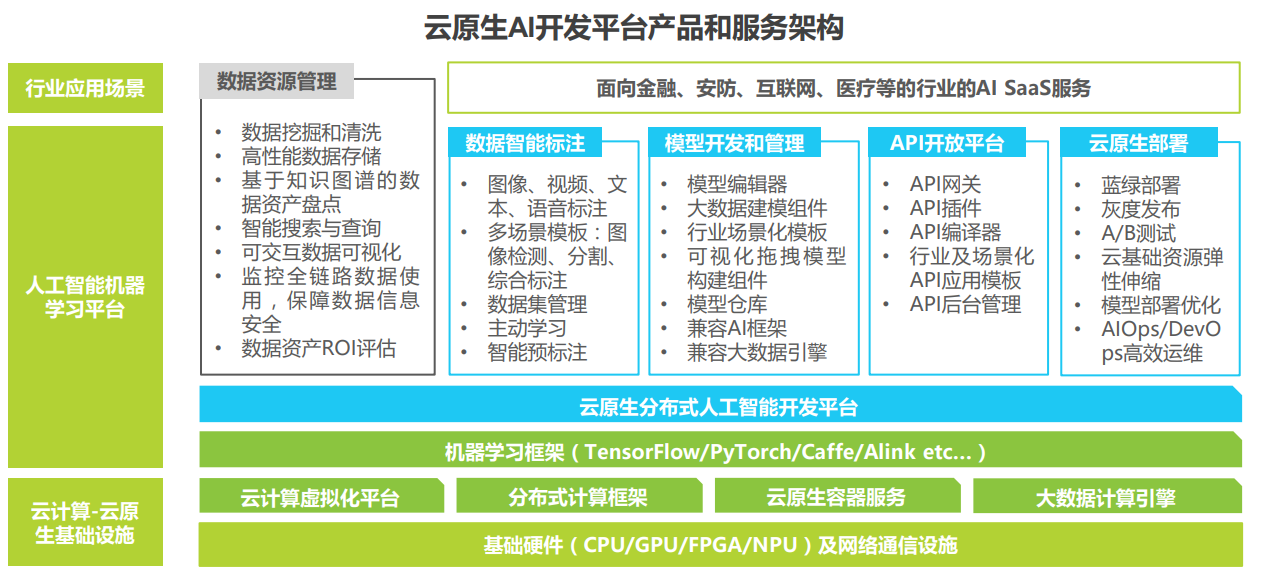 云原生AI开发平台产品和服务架构
行业应用场景
数据资源管理
• 数据挖掘和清洗
• 高性能数据存储
• 基于知识图谱的数
据资产盘点
• 智能搜索与查询
• 可交互数据可视化
• 监控全链路数据使
用，保障数据信息
安全
• 数据资产ROI评估
面向金融、安防、互联网、医疗等的行业的AI SaaS服务
人工智能机器
学习平台
数据智能标注
• 图像、视频、文
本、语音标注
• 多场景模板：图
像检测、分割、
综合标注
• 数据集管理
• 主动学习
• 智能预标注
模型开发和管理
• 模型编辑器
• 大数据建模组件
• 行业场景化模板
• 可视化拖拽模型
构建组件
• 模型仓库
• 兼容AI框架
• 兼容大数据引擎
API开放平台
• API网关
• API插件
• API编译器
• 行业及场景化
API应用模板
• API后台管理
云原生部署
• 蓝绿部署
• 灰度发布
• A/B测试
• 云基础资源弹
性伸缩
• 模型部署优化
• AIOps/DevO
ps高效运维
云原生分布式人工智能开发平台
机器学习框架（TensorFlow/PyTorch/Caffe/Alink etc...）
云计算-云原
生基础设施
云计算虚拟化平台
分布式计算框架
云原生容器服务
大数据计算引擎
基础硬件（CPU/GPU/FPGA/NPU）及网络通信设施